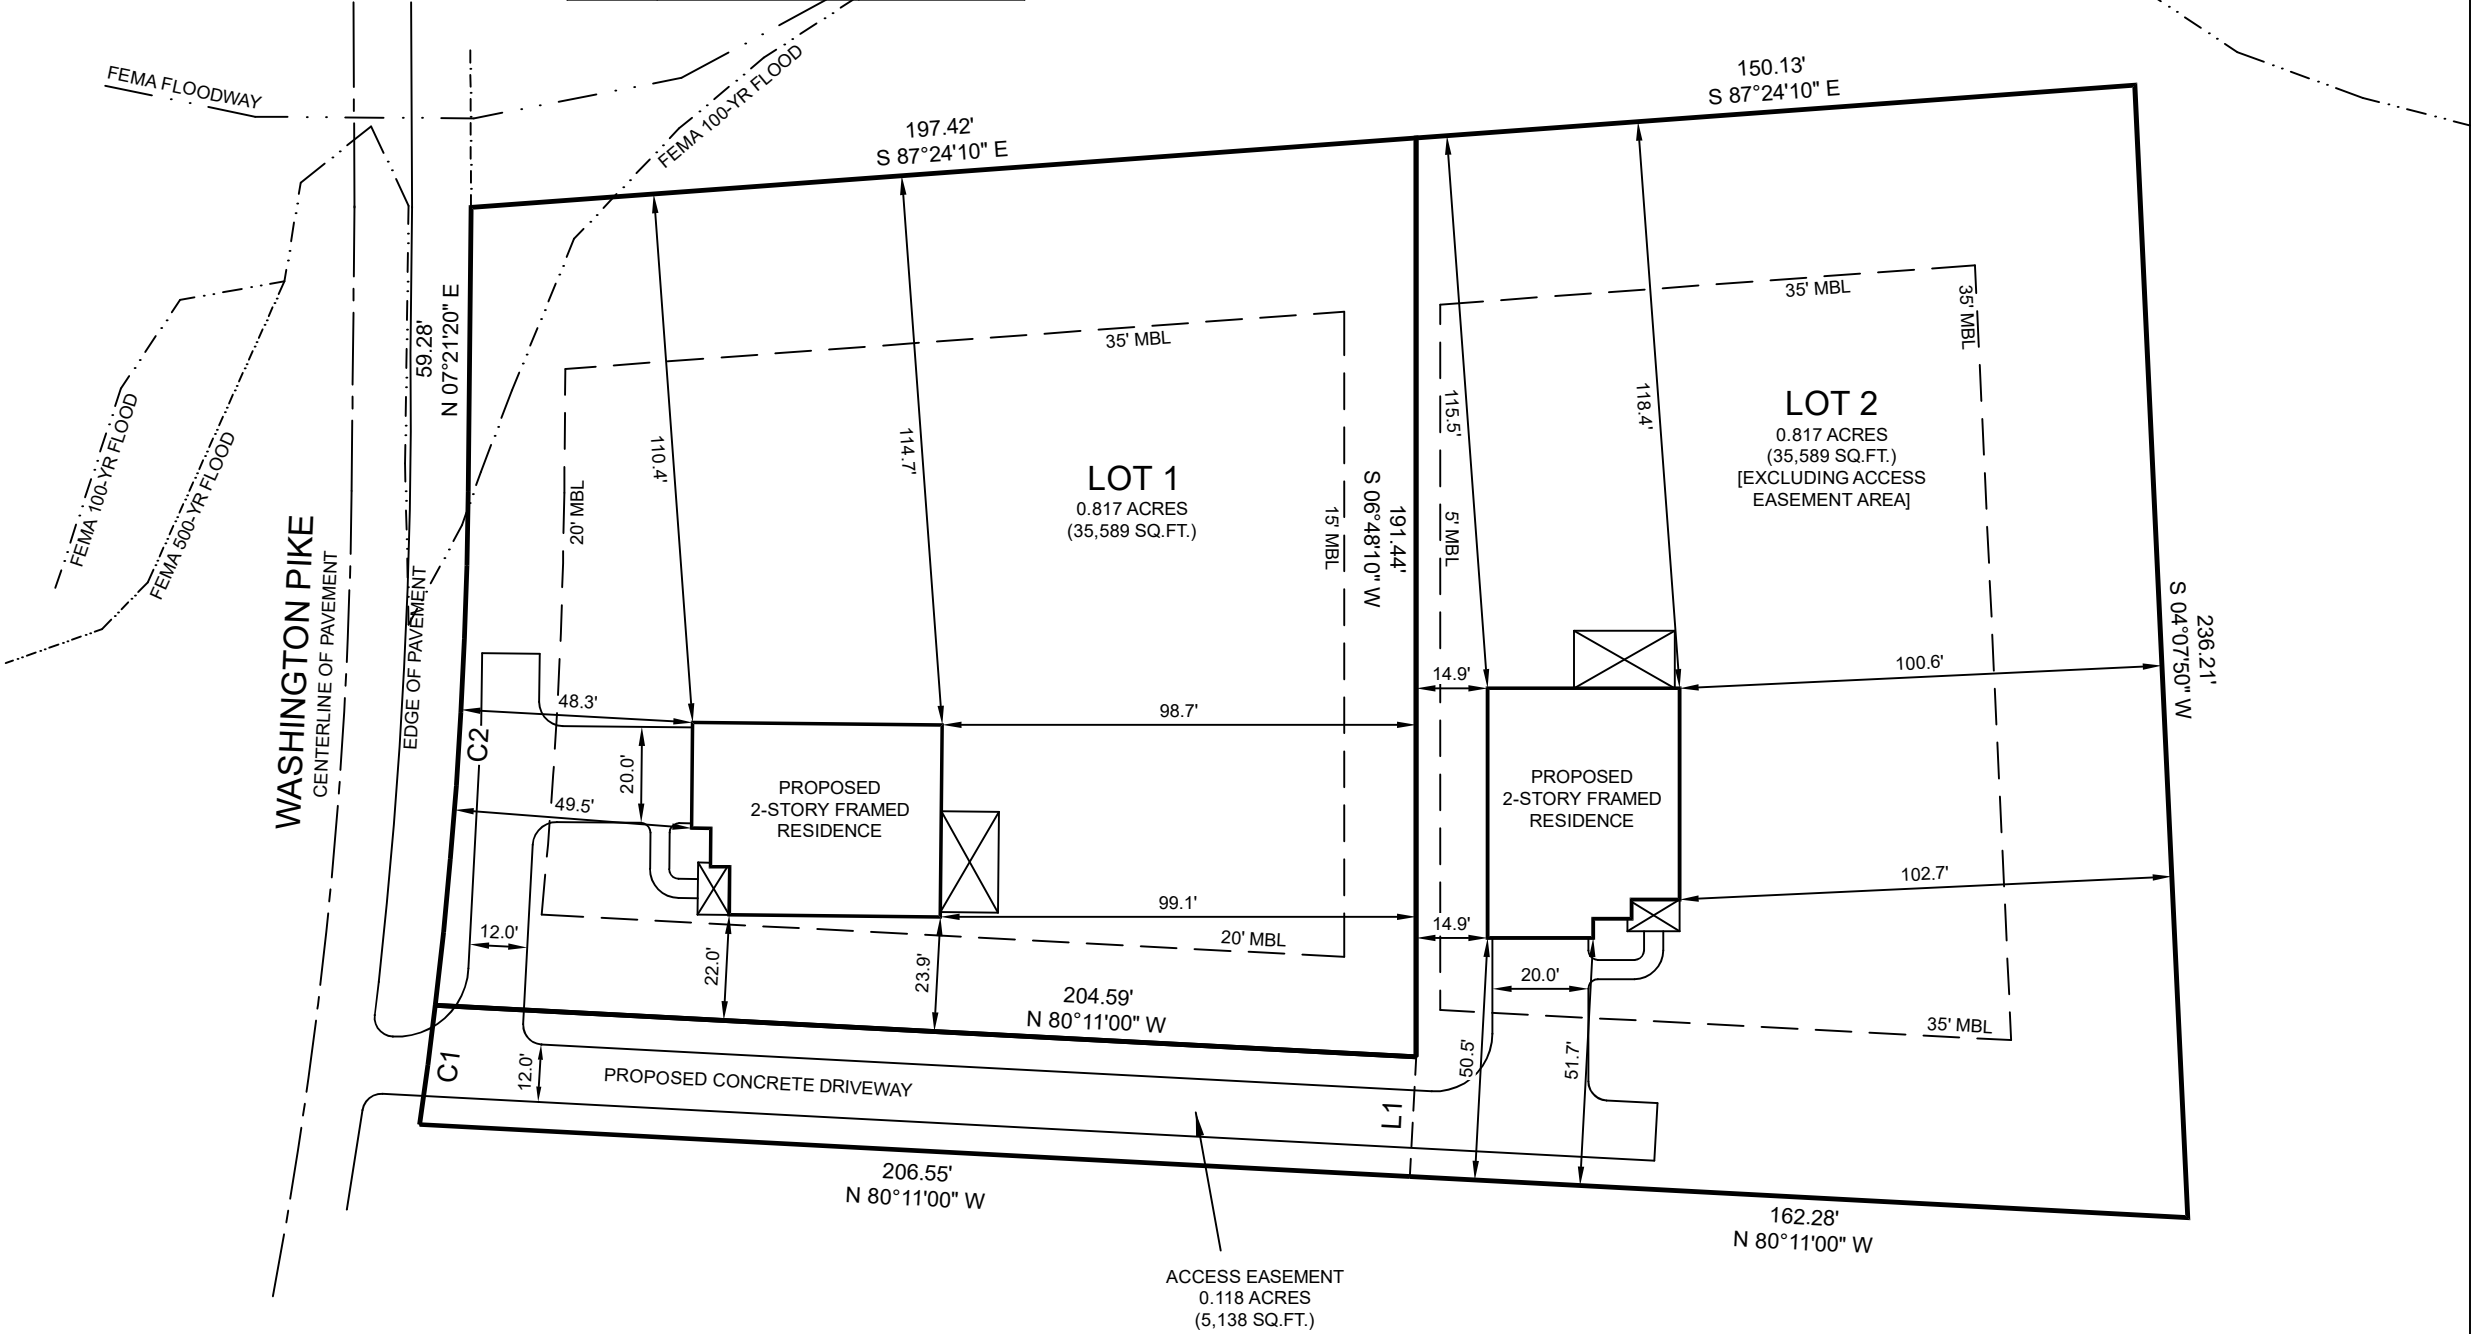 150.13'
S 87°24'10" E
FEMA FLOODWAY
FEMA 100-YR FLOOD
197.42'
S 87°24'10" E
59.28'
N 07°21'20" E
35' MBL
35' MBL
35' MBL
FEMA 100-YR FLOOD
FEMA 500-YR FLOOD
WASHINGTON PIKE
CENTERLINE OF PAVEMENT
EDGE OF PAVEMENT
20' MBL
110.4'
114.7'
LOT 1
0.817 ACRES
(35,589 SQ.FT.)
15' MBL
191.44'
S 06°48'10" W
5' MBL
115.5'
118.4'
LOT 2
0.817 ACRES
(35,589 SQ.FT.)
[EXCLUDING ACCESS
EASEMENT AREA]
236.21'
S 04°07'50" W
48.3'
98.7'
14.9'
100.6'
C2
20.0'
49.5'
PROPOSED
2-STORY FRAMED
RESIDENCE
PROPOSED
2-STORY FRAMED
RESIDENCE
99.1'
102.7'
12.0'
22.0'
23.9'
20' MBL
14.9'
20.0'
204.59'
N 80°11'00" W
35' MBL
C1
12.0'
PROPOSED CONCRETE DRIVEWAY
L1
50.5'
51.7'
206.55'
N 80°11'00" W
162.28'
N 80°11'00" W
ACCESS EASEMENT
0.118 ACRES
(5,138 SQ.FT.)